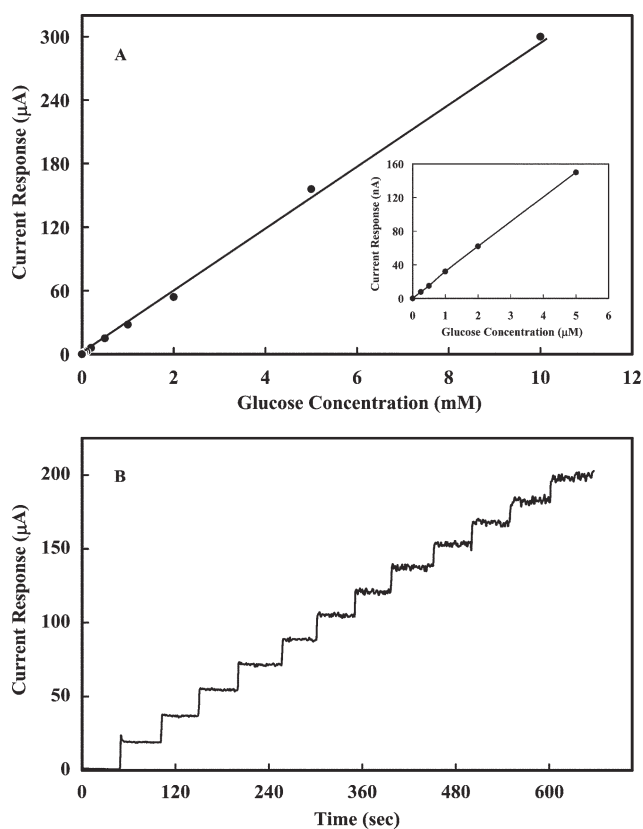 A
Current Response (μA)
300
240
180
120
60
0
0 2 4 6 8 10 12
Glucose Concentration (mM)
Current Response (nA)
160
120
80
40
0
0 1 2 3 4 5 6
Glucose Concentration (μM)
B
Current Response (μA)
200
150
100
50
0
0 120 240 360 480 600
Time (sec)